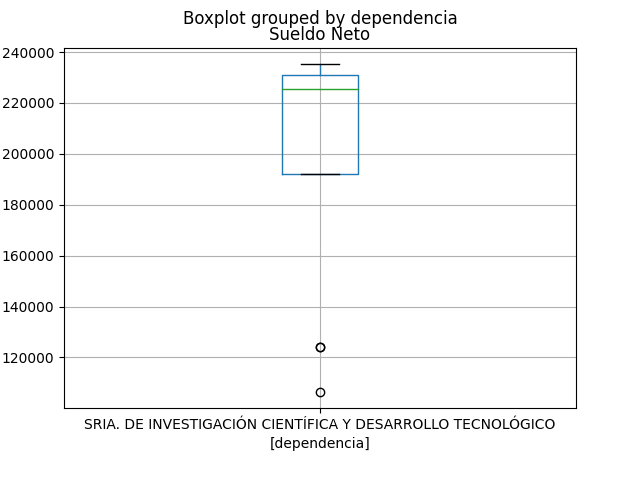 Boxplot grouped by dependencia
Sueldo Neto
240000
220000
200000
180000
160000
140000
120000
SRIA. DE INVESTIGACIÓN CIENTÍFICA Y DESARROLLO TECNOLÓGICO
[dependencia]